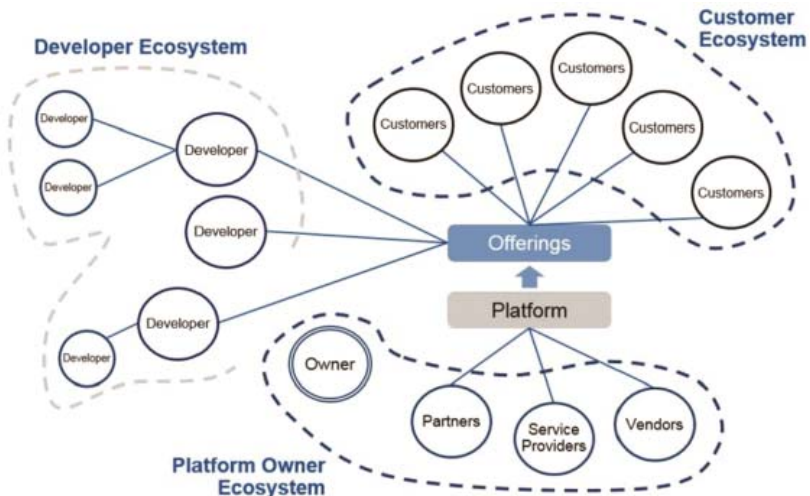 Developer Ecosystem
Customer
Ecosystem
Developer
Developer
Developer
Developer
Developer
Developer
Customers
Customers
Customers
Customers
Customers
Offerings
Platform
Owner
Partners
Service
Providers
Vendors
Platform Owner
Ecosystem